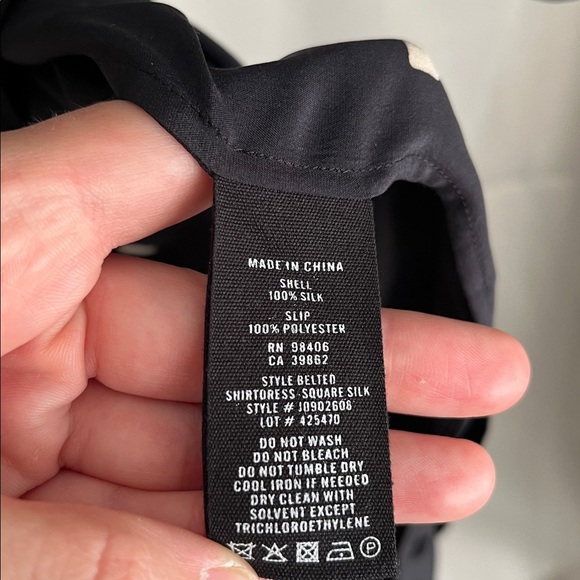 MADE IN CHINA
SHELL
100% SILK
SLIP
100% POLYESTER
RN 98406
CA 39862
STYLE BELTED
SHIRTDRESS-SQUARE SILK
STYLE # J0902608
LOT # 425470
DO NOT WASH
DO NOT BLEACH
DO NOT TUMBLE DRY
COOL IRON IF NEEDED
DRY CLEAN WITH
SOLVENT EXCEPT
TRICHLOROETHYLENE
P